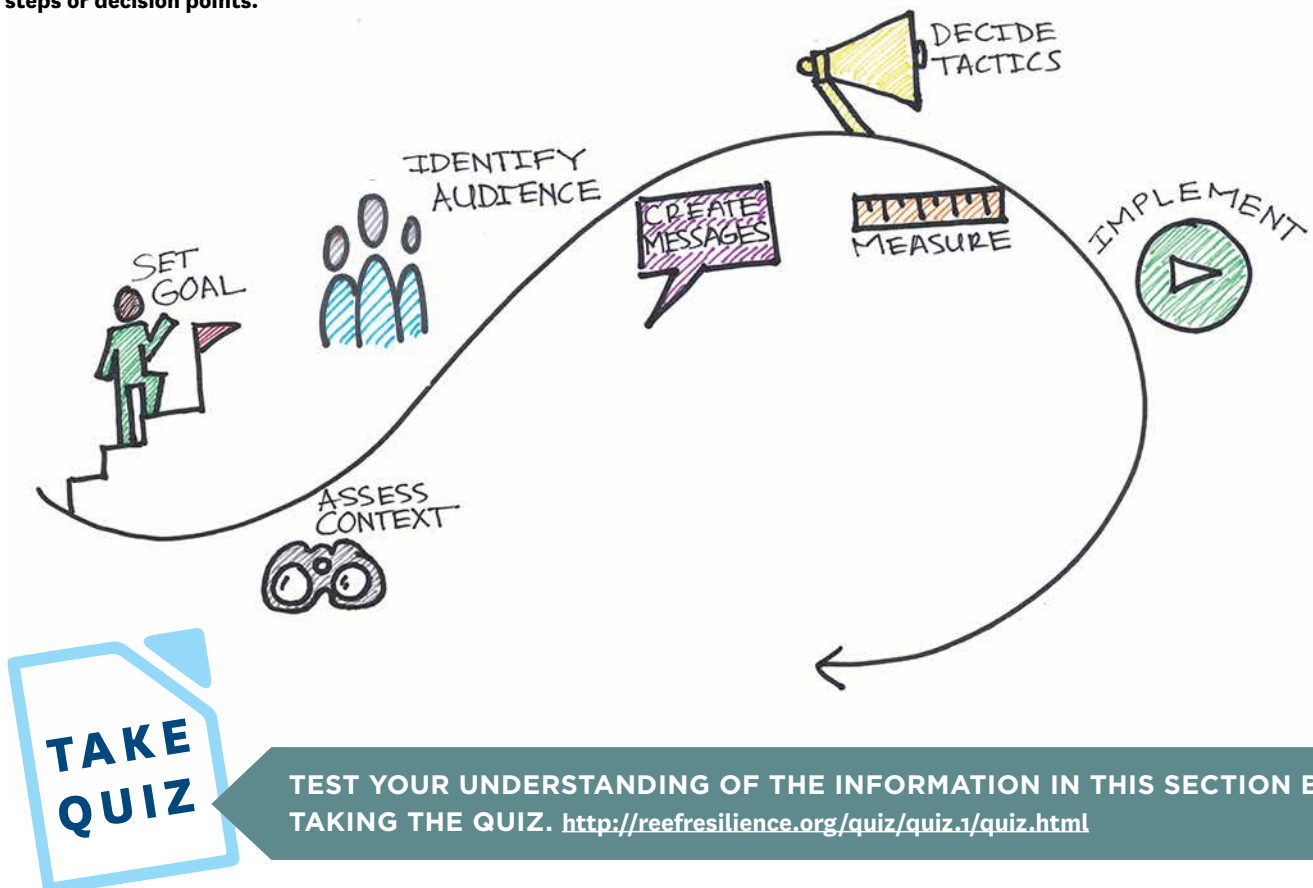 steps or decision points.
DECIDE
TACTICS
IDENTIFY
AUDIENCE
CREATE
MESSAGES
MEASURE
IMPLEMENT
SET
GOAL
ASSESS
CONTEXT
TAKE
QUIZ
TEST YOUR UNDERSTANDING OF THE INFORMATION IN THIS SECTION
TAKING THE QUIZ. http://reefresilience.org/quiz/quiz.1/quiz.html